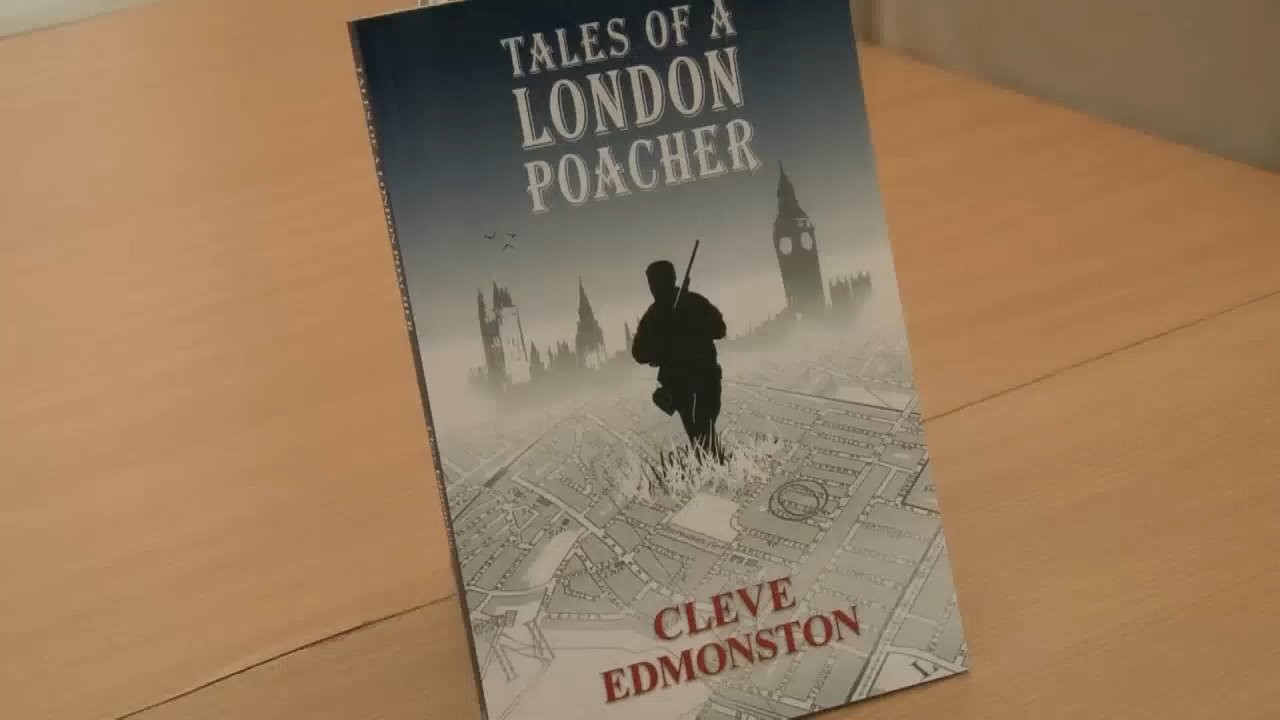 TALES OF A
LONDON
POACHER
CLEVE
EDMONSTON